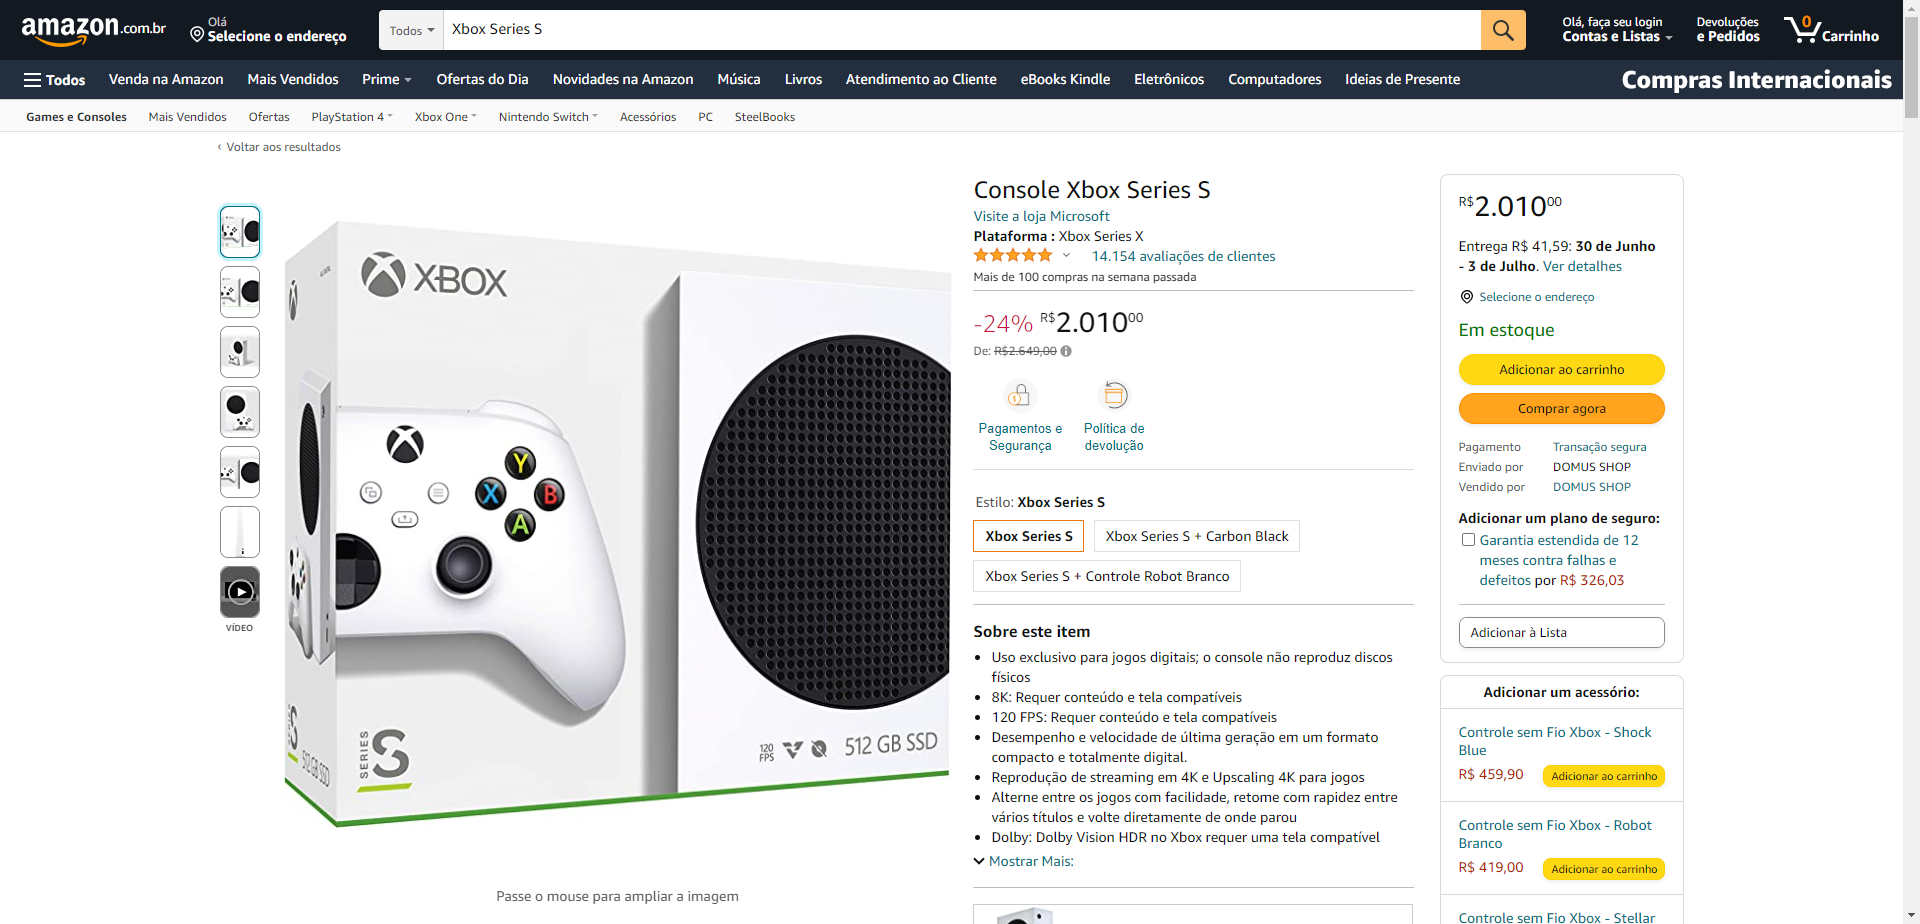 amazon.com.br
Olá
Selecione o endereço
Todos
Xbox Series S
Olá, faça seu login
Contas e Listas
Devoluções
e Pedidos
0
Carrinho
Todos
Venda na Amazon
Mais Vendidos
Prime
Ofertas do Dia
Novidades na Amazon
Música
Livros
Atendimento ao Cliente
eBooks Kindle
Eletrônicos
Computadores
Ideias de Presente
Compras Internacionais
Games e Consoles
Mais Vendidos
Ofertas
PlayStation 4
Xbox One
Nintendo Switch
Acessórios
PC
SteelBooks
‹ Voltar aos resultados
VÍDEO
XBOX
Y
X
B
A
SERIES S
S
512 GB SSD
120
FPS
512 GB SSD
Passe o mouse para ampliar a imagem
Console Xbox Series S
Visite a loja Microsoft
Plataforma : Xbox Series X
14.154 avaliações de clientes
Mais de 100 compras na semana passada
-24% R$2.01000
De: R$2.649,00
Pagamentos e
Segurança
Política de
devolução
Estilo: Xbox Series S
Xbox Series S
Xbox Series S + Carbon Black
Xbox Series S + Controle Robot Branco
Sobre este item
• Uso exclusivo para jogos digitais; o console não reproduz discos
físicos
• 8K: Requer conteúdo e tela compatíveis
• 120 FPS: Requer conteúdo e tela compatíveis
• Desempenho e velocidade de última geração em um formato
compacto e totalmente digital.
• Reprodução de streaming em 4K e Upscaling 4K para jogos
• Alterne entre os jogos com facilidade, retome com rapidez entre
vários títulos e volte diretamente de onde parou
• Dolby: Dolby Vision HDR no Xbox requer uma tela compatível
Mostrar Mais:
R$2.01000
Entrega R$ 41,59: 30 de Junho
- 3 de Julho. Ver detalhes
Selecione o endereço
Em estoque
Adicionar ao carrinho
Comprar agora
Pagamento Transação segura
Enviado por DOMUS SHOP
Vendido por DOMUS SHOP
Adicionar um plano de seguro:
Garantia estendida de 12
meses contra falhas e
defeitos por R$ 326,03
Adicionar à Lista
Adicionar um acessório:
Controle sem Fio Xbox - Shock
Blue
R$ 459,90
Adicionar ao carrinho
Controle sem Fio Xbox - Robot
Branco
R$ 419,00
Adicionar ao carrinho
Controle sem Fio Xbox - Stellar